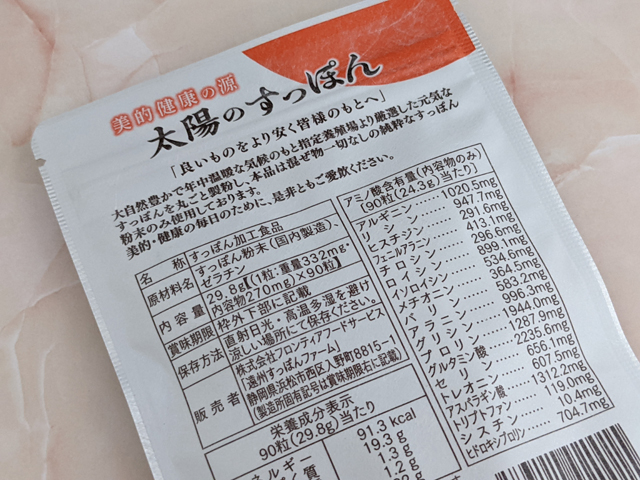 美的健康の源
太陽のすっぽん
「良いものをより安く皆様のもとへ」
大自然豊かで年中温暖な気候のもと指定養殖場より厳選した元気な
すっぽんを丸ごと製粉し、本品は混ぜ物一切なしの純粋なすっぽん
粉末のみ使用しております。
美的・健康の毎日のために、是非ともご愛飲ください。
名 称 すっぽん加工食品
原材料名 すっぽん粉末(国内製造)、
ゼラチン
内容量 29.8g【(1粒:重量332mg・
内容物270mg)×90粒】
賞味期限 枠外下部に記載
保存方法 直射日光・高温多湿を避け
涼しい場所にて保存ください。
販売者 株式会社フロンティアフードサービス
「遠州すっぽんファーム」
静岡県浜松市西区入野町8815-1
(製造所固有記号は賞味期限右に記載)
栄養成分表示
90粒(29.8g)当たり
91.3 kcal
19.3 g
1.3 g
1.2 g
アミノ酸含有量(内容物のみ)
〔90粒(24.3g)当たり〕
アルギニン……1020.5mg
リシン……947.7mg
ヒスチジン……291.6mg
フェニルアラニン……413.1mg
チロシン……296.6mg
ロイシン……899.1mg
イソロイシン……534.6mg
メチオニン……364.5mg
バリン……583.2mg
アラニン……996.3mg
グリシン……1944.0mg
プロリン……1287.9mg
グルタミン酸……2235.6mg
セリン……656.1mg
トレオニン……607.5mg
アスパラギン酸……1312.2mg
トリプトファン……119.0mg
シスチン……10.4mg
ヒドロキシプロリン……704.7mg